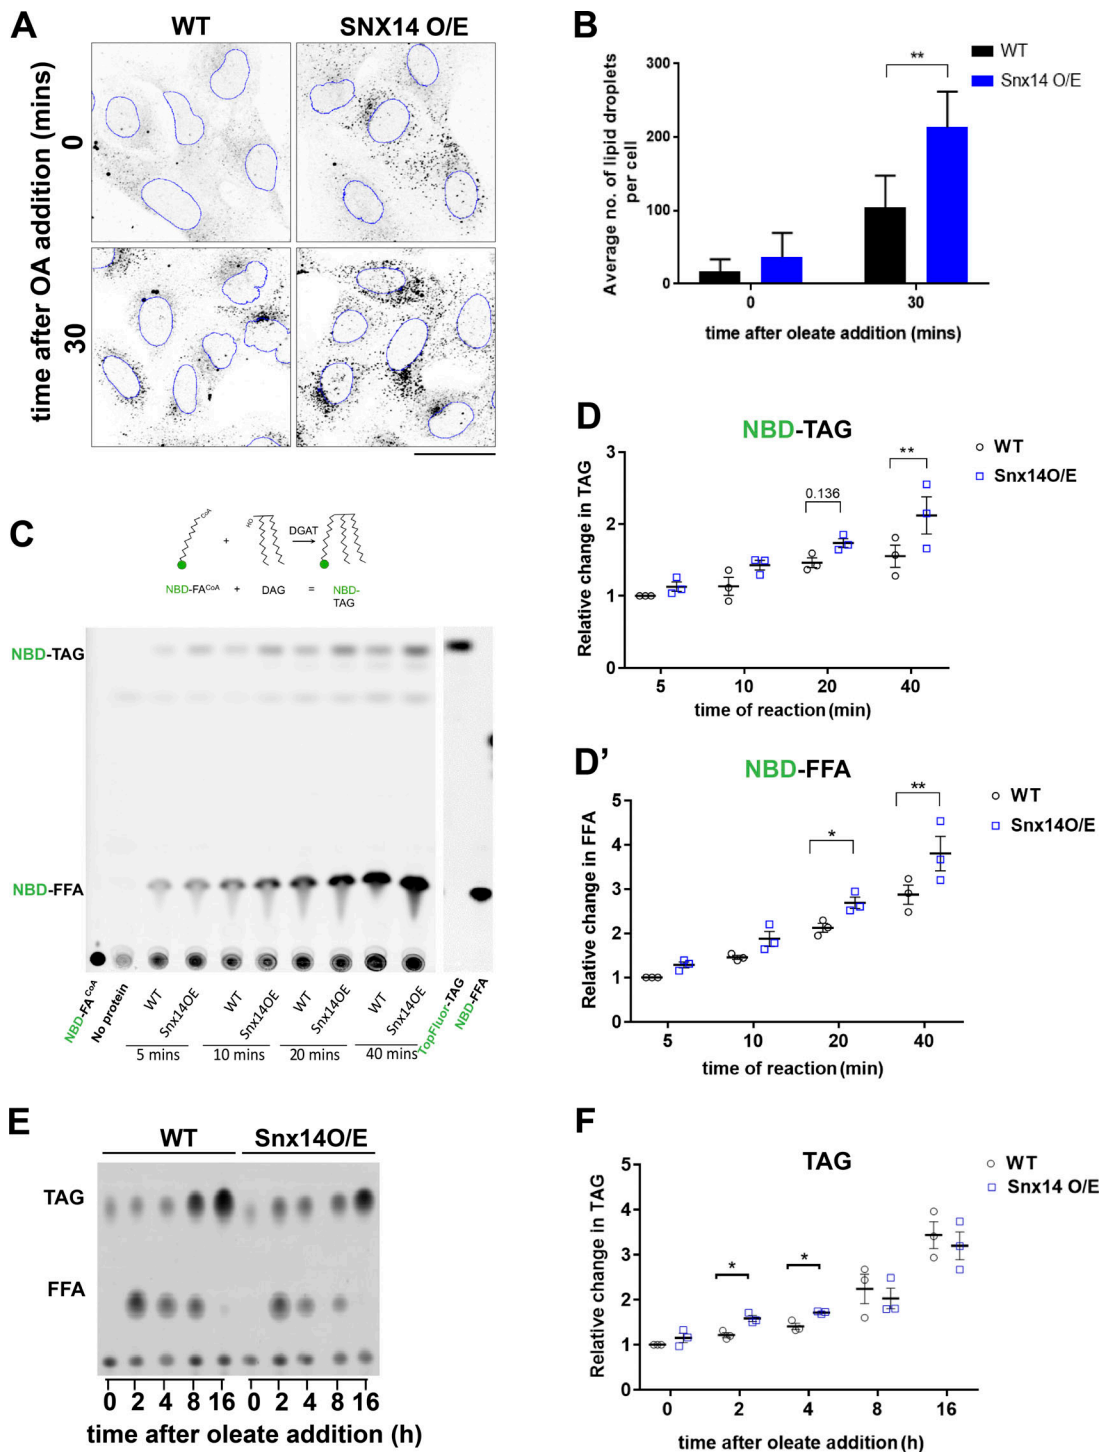 A
WT
SNX14 O/E
time after OA addition (mins)
0
30
B
WT
Snx14 O/E
**
Average no. of lipid droplets
per cell
300
200
100
0
0
30
time after oleate addition (mins)
C
CoA
HO
DGAT
+
NBD-FACoA + DAG = NBD-
TAG
NBD-TAG
NBD-FFA
NBD-FACoA
No protein
WT
Snx14OE
WT
Snx14OE
WT
Snx14OE
WT
Snx14OE
TopFluor-TAG
NBD-FFA
5 mins
10 mins
20 mins
40 mins
D
NBD-TAG
WT
Snx14O/E
0.136
**
Relative change in TAG
3
2
1
0
5
10
20
40
time of reaction (min)
D'
NBD-FFA
WT
Snx14O/E
*
**
Relative change in FFA
5
4
3
2
1
0
5
10
20
40
time of reaction (min)
E
WT
Snx14O/E
TAG
FFA
0 2 4 8 16 0 2 4 8 16
time after oleate addition (h)
F
TAG
WT
Snx14 O/E
*
*
Relative change in TAG
5
4
3
2
1
0
0
2
4
8
16
time after oleate addition (h)